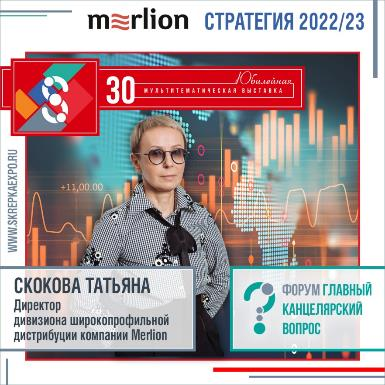 merlion СТРАТЕГИЯ 2022/23
30
Юбилейная
МУЛЬТИТЕМАТИЧЕСКАЯ ВЫСТАВКА
WWW.SKREPKAEXPO.RU
+11,00.00
СКОКОВА ТАТЬЯНА
Директор
дивизиона широкопрофильной
дистрибуции компании Merlion
ФОРУМ ГЛАВНЫЙ
КАНЦЕЛЯРСКИЙ
ВОПРОС